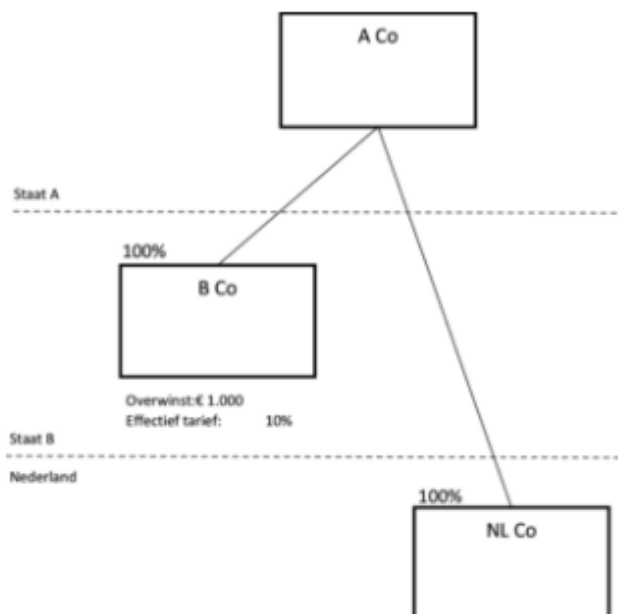 A Co
Staat A
100%
B Co
Overwinst:€ 1.000
Effectief tarief: 10%
Staat B
Nederland
100%
NL Co